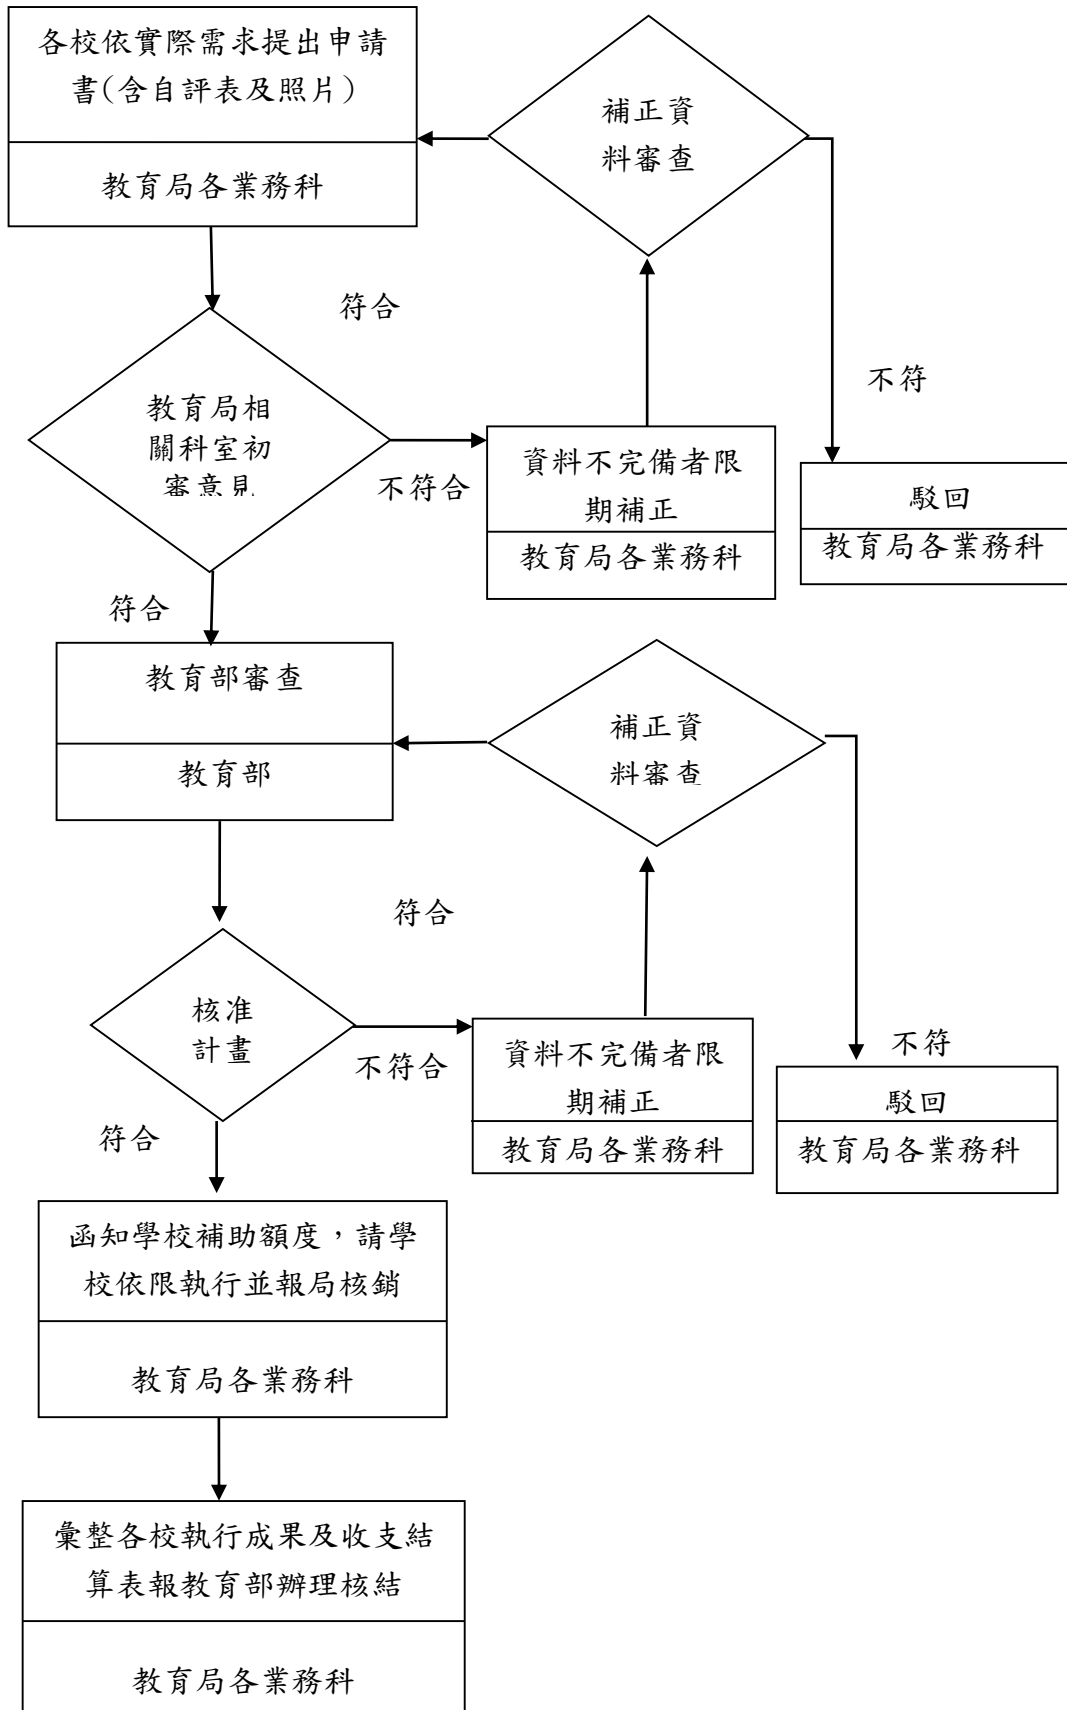 各校依實際需求提出申請
書(含自評表及照片)
教育局各業務科
補正資
料審查
符合
不符
教育局相
關科室初
審意見
不符合
資料不完備者限
期補正
教育局各業務科
駁回
教育局各業務科
符合
教育部審查
教育部
補正資
料審查
符合
核准
計畫
不符合
資料不完備者限
期補正
教育局各業務科
不符
駁回
教育局各業務科
符合
函知學校補助額度，請學
校依限執行並報局核銷
教育局各業務科
彙整各校執行成果及收支結
算表報教育部辦理核結
教育局各業務科